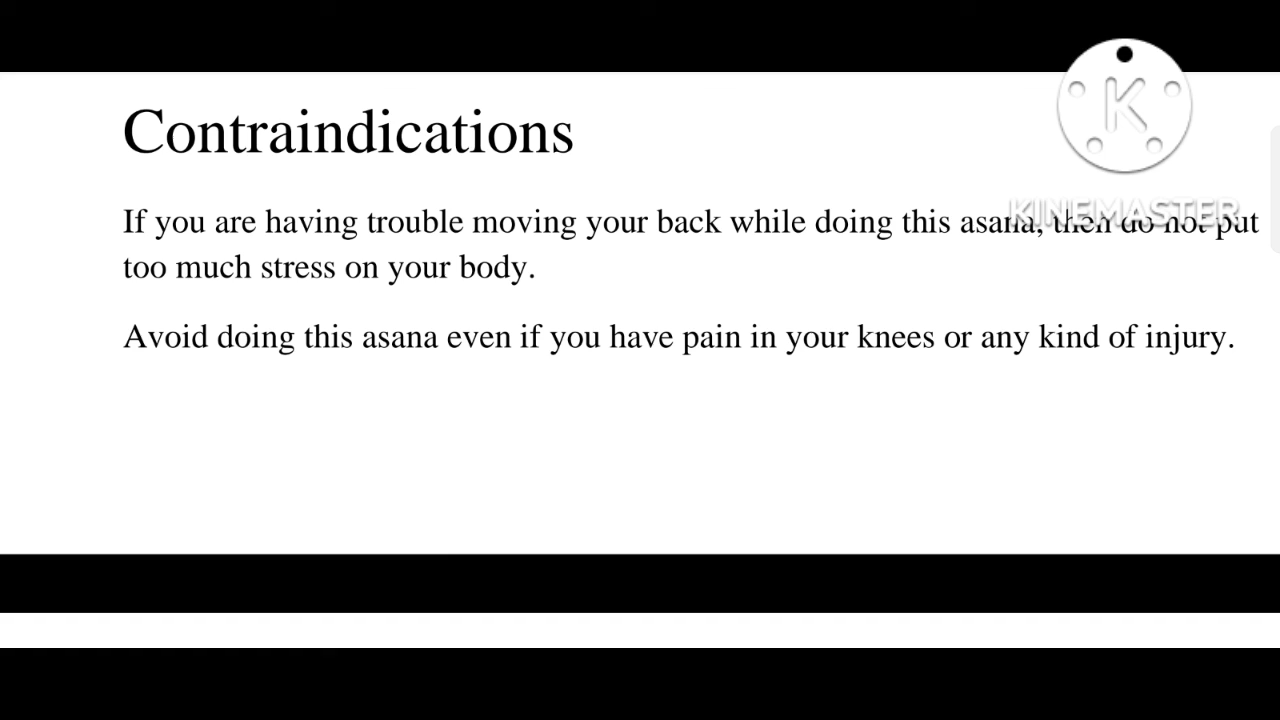 Contraindications
KINEMASTER
If you are having trouble moving your back while doing this asana, then do not put
too much stress on your body.
Avoid doing this asana even if you have pain in your knees or any kind of injury.